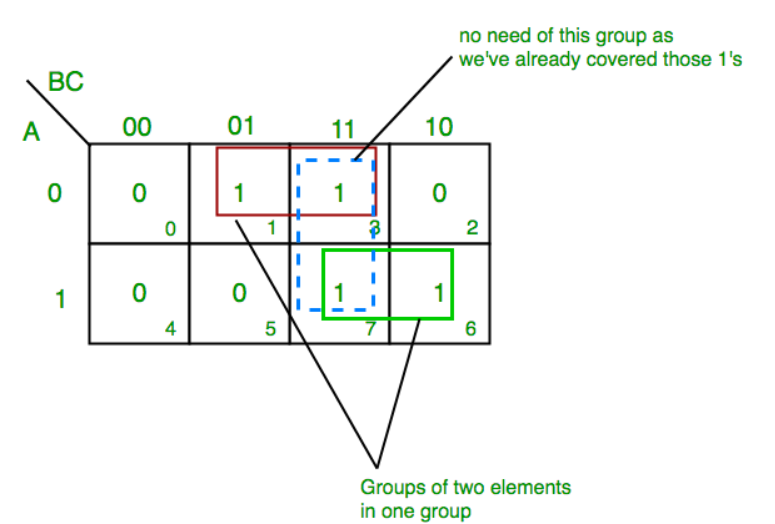 no need of this group as
we've already covered those 1's
BC
A
00 01 11 10
0
0 1 1 0
0 1 3 2
1
0 0 1 1
4 5 7 6
Groups of two elements
in one group